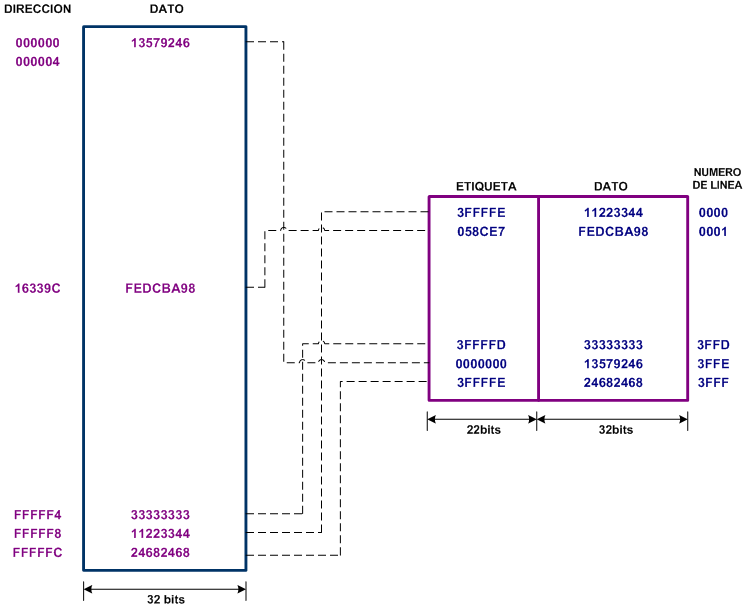 DIRECCION DATO
000000 13579246
000004
16339C FEDCBA98
FFFFF4 33333333
FFFFF8 11223344
FFFFFC 24682468
32 bits
ETIQUETA DATO NUMERO DE LINEA
3FFFFE 11223344 0000
058CE7 FEDCBA98 0001
3FFFFD 33333333 3FFD
0000000 13579246 3FFE
3FFFFE 24682468 3FFF
22bits 32bits